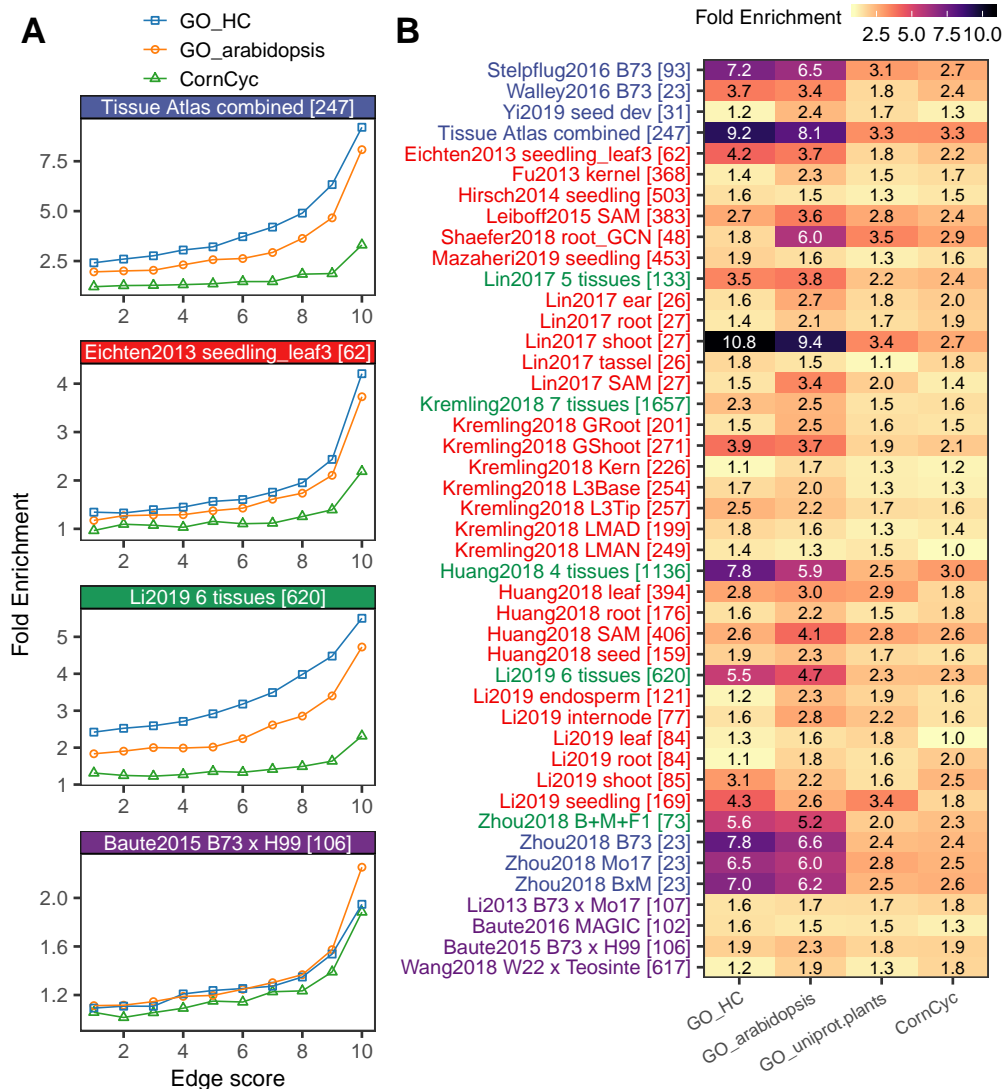 A
GO_HC
GO_arabidopsis
CornCyc
Fold Enrichment
Tissue Atlas combined [247]
7.5
5.0
2.5
2 4 6 8 10
Eichten2013 seedling_leaf3 [62]
4
3
2
1
2 4 6 8 10
Li2019 6 tissues [620]
5
4
3
2
1
2 4 6 8 10
Baute2015 B73 x H99 [106]
2.0
1.6
1.2
2 4 6 8 10
Edge score
B
Fold Enrichment
2.5 5.0 7.5 10.0
Stelpflug2016 B73 [93] 7.2 6.5 3.1 2.7
Walley2016 B73 [23] 3.7 3.4 1.8 2.4
Yi2019 seed dev [31] 1.2 2.4 1.7 1.3
Tissue Atlas combined [247] 9.2 8.1 3.3 3.3
Eichten2013 seedling_leaf3 [62] 4.2 3.7 1.8 2.2
Fu2013 kernel [368] 1.4 2.3 1.5 1.7
Hirsch2014 seedling [503] 1.6 1.5 1.3 1.5
Leiboff2015 SAM [383] 2.7 3.6 2.8 2.4
Shaefer2018 root_GCN [48] 1.8 6.0 3.5 2.9
Mazaheri2019 seedling [453] 1.9 1.6 1.3 1.6
Lin2017 5 tissues [133] 3.5 3.8 2.2 2.4
Lin2017 ear [26] 1.6 2.7 1.8 2.0
Lin2017 root [27] 1.4 2.1 1.7 1.9
Lin2017 shoot [27] 10.8 9.4 3.4 2.7
Lin2017 tassel [26] 1.8 1.5 1.1 1.8
Lin2017 SAM [27] 1.5 3.4 2.0 1.4
Kremling2018 7 tissues [1657] 2.3 2.5 1.5 1.6
Kremling2018 GRoot [201] 1.5 2.5 1.6 1.5
Kremling2018 GShoot [271] 3.9 3.7 1.9 2.1
Kremling2018 Kern [226] 1.1 1.7 1.3 1.2
Kremling2018 L3Base [254] 1.7 2.0 1.3 1.3
Kremling2018 L3Tip [257] 2.5 2.2 1.7 1.6
Kremling2018 LMAD [199] 1.8 1.6 1.3 1.4
Kremling2018 LMAN [249] 1.4 1.3 1.5 1.0
Huang2018 4 tissues [1136] 7.8 5.9 2.5 3.0
Huang2018 leaf [394] 2.8 3.0 2.9 1.8
Huang2018 root [176] 1.6 2.2 1.5 1.8
Huang2018 SAM [406] 2.6 4.1 2.8 2.6
Huang2018 seed [159] 1.9 2.3 1.7 1.6
Li2019 6 tissues [620] 5.5 4.7 2.3 2.3
Li2019 endosperm [121] 1.2 2.3 1.9 1.6
Li2019 internode [77] 1.6 2.8 2.2 1.6
Li2019 leaf [84] 1.3 1.6 1.8 1.0
Li2019 root [84] 1.1 1.8 1.6 2.0
Li2019 shoot [85] 3.1 2.2 1.6 2.5
Li2019 seedling [169] 4.3 2.6 3.4 1.8
Zhou2018 B+M+F1 [73] 5.6 5.2 2.0 2.3
Zhou2018 B73 [23] 7.8 6.6 2.4 2.4
Zhou2018 Mo17 [23] 6.5 6.0 2.8 2.5
Zhou2018 BxM [23] 7.0 6.2 2.5 2.6
Li2013 B73 x Mo17 [107] 1.6 1.7 1.7 1.8
Baute2016 MAGIC [102] 1.6 1.5 1.5 1.3
Baute2015 B73 x H99 [106] 1.9 2.3 1.8 1.9
Wang2018 W22 x Teosinte [617] 1.2 1.9 1.3 1.8
GO_HC
GO_arabidopsis
GO_uniprot.plants
CornCyc